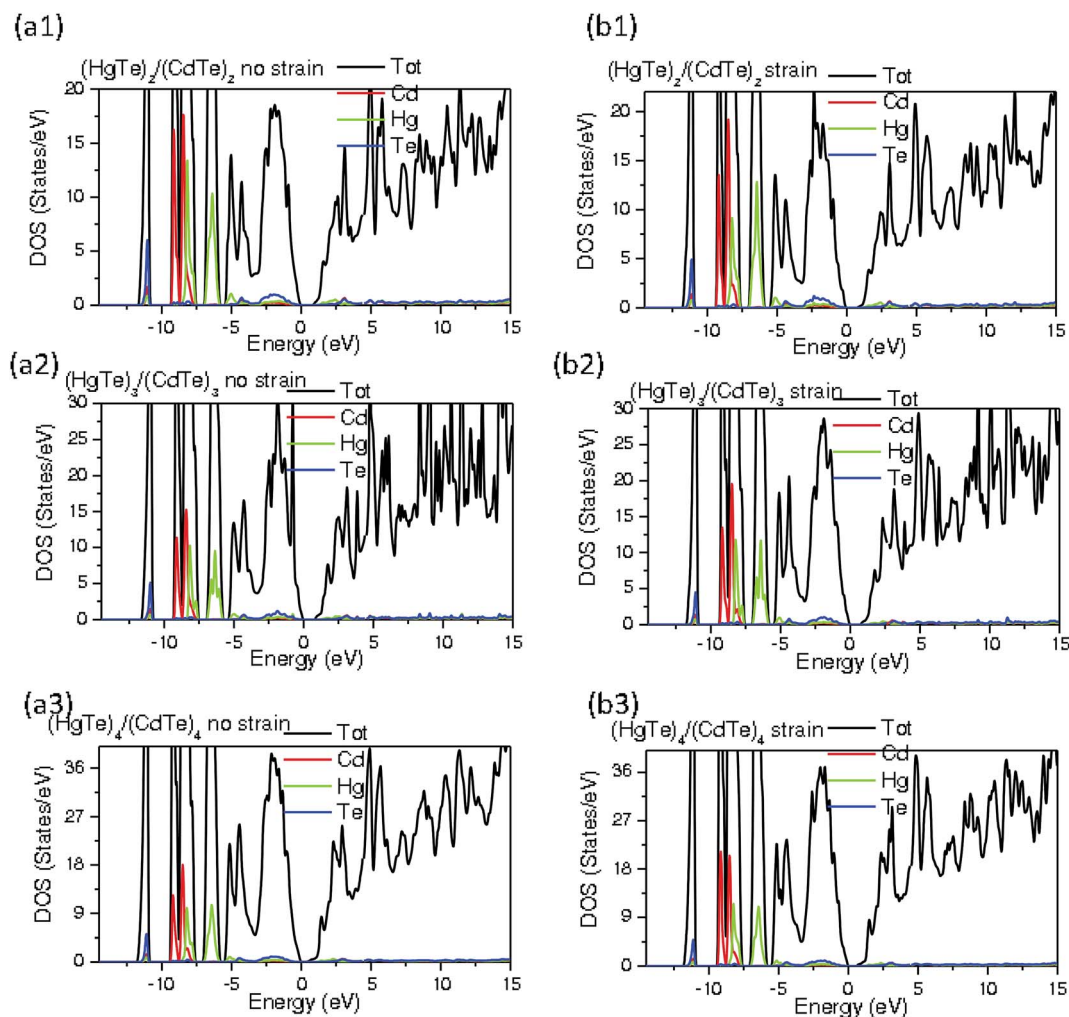 (a1)
(HgTe)2/(CdTe)2 no strain
Tot
Cd
Hg
Te
20
15
10
5
0
DOS (States/eV)
-10 -5 0 5 10 15
Energy (eV)
(b1)
(HgTe)2/(CdTe)2 strain
Tot
Cd
Hg
Te
20
15
10
5
0
DOS (States/eV)
-10 -5 0 5 10 15
Energy (eV)
(a2)
(HgTe)3/(CdTe)3 no strain
Tot
Cd
Hg
Te
30
25
20
15
10
5
0
DOS (States/eV)
-10 -5 0 5 10 15
Energy (eV)
(b2)
(HgTe)3/(CdTe)3 strain
Tot
Cd
Hg
Te
30
25
20
15
10
5
0
DOS (States/eV)
-10 -5 0 5 10 15
Energy (eV)
(a3)
(HgTe)4/(CdTe)4 no strain
Tot
Cd
Hg
Te
36
27
18
9
0
DOS (States/eV)
-10 -5 0 5 10 15
Energy (eV)
(b3)
(HgTe)4/(CdTe)4 strain
Tot
Cd
Hg
Te
36
27
18
9
0
DOS (States/eV)
-10 -5 0 5 10 15
Energy (eV)